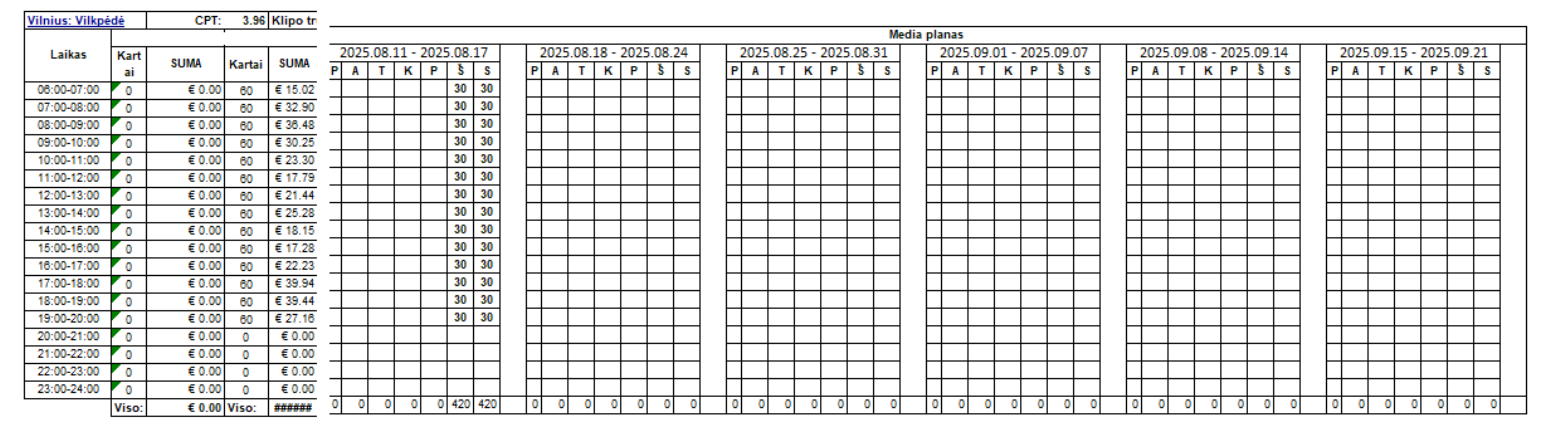 Vilnius: Vilkpėdė CPT: 3.96 Klipo tr
Media planas
Laikas Kartai SUMA Kartai SUMA 2025.08.11 - 2025.08.17 2025.08.18 - 2025.08.24 2025.08.25 - 2025.08.31 2025.09.01 - 2025.09.07 2025.09.08 - 2025.09.14 2025.09.15 - 2025.09.21
P A T K P Š S P A T K P Š S P A T K P Š S P A T K P Š S P A T K P Š S P A T K P Š S
06:00-07:00 0 € 0.00 60 € 15.02 30 30
07:00-08:00 0 € 0.00 60 € 32.90 30 30
08:00-09:00 0 € 0.00 60 € 36.48 30 30
09:00-10:00 0 € 0.00 60 € 30.25 30 30
10:00-11:00 0 € 0.00 60 € 23.30 30 30
11:00-12:00 0 € 0.00 60 € 17.79 30 30
12:00-13:00 0 € 0.00 60 € 21.44 30 30
13:00-14:00 0 € 0.00 60 € 25.28 30 30
14:00-15:00 0 € 0.00 60 € 18.15 30 30
15:00-16:00 0 € 0.00 60 € 17.28 30 30
16:00-17:00 0 € 0.00 60 € 22.23 30 30
17:00-18:00 0 € 0.00 60 € 39.94 30 30
18:00-19:00 0 € 0.00 60 € 39.44 30 30
19:00-20:00 0 € 0.00 60 € 27.16 30 30
20:00-21:00 0 € 0.00 0 € 0.00
21:00-22:00 0 € 0.00 0 € 0.00
22:00-23:00 0 € 0.00 0 € 0.00
23:00-24:00 0 € 0.00 0 € 0.00
Viso: € 0.00 Viso: ###### 0 0 0 0 0 420 420 0 0 0 0 0 0 0 0 0 0 0 0 0 0 0 0 0 0 0 0 0 0 0 0 0 0 0 0 0 0 0 0 0 0 0